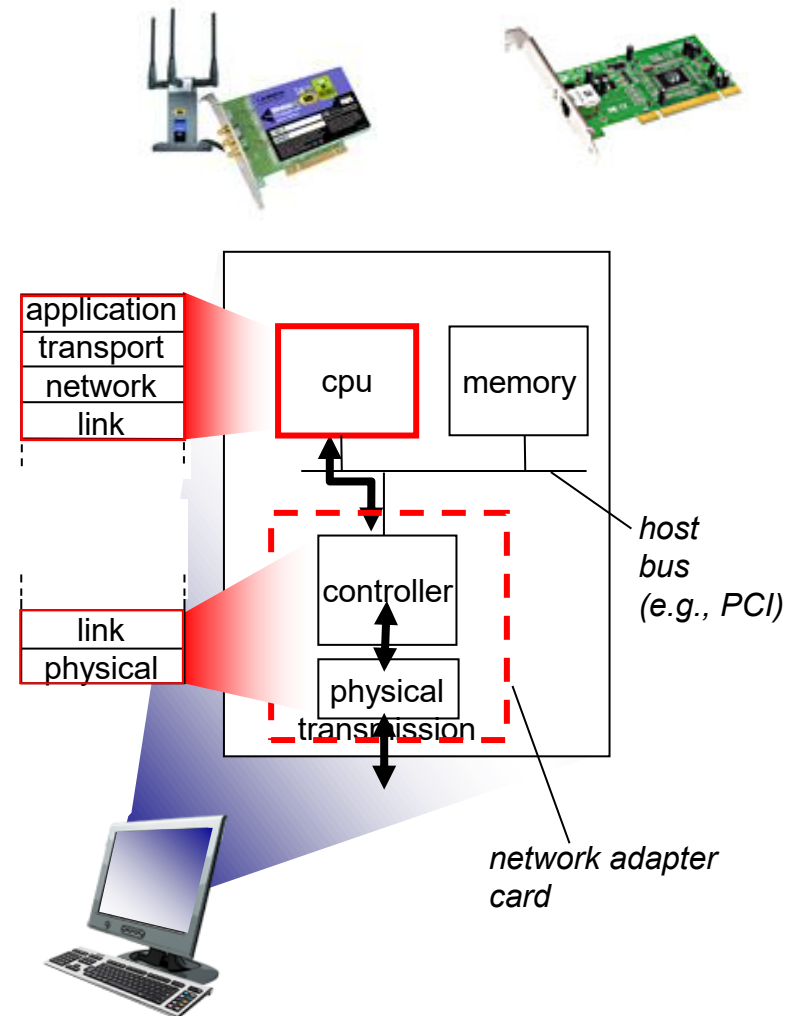 application
transport
network
link
cpu
memory
host
bus
(e.g., PCI)
controller
link
physical
physical
transmission
network adapter
card